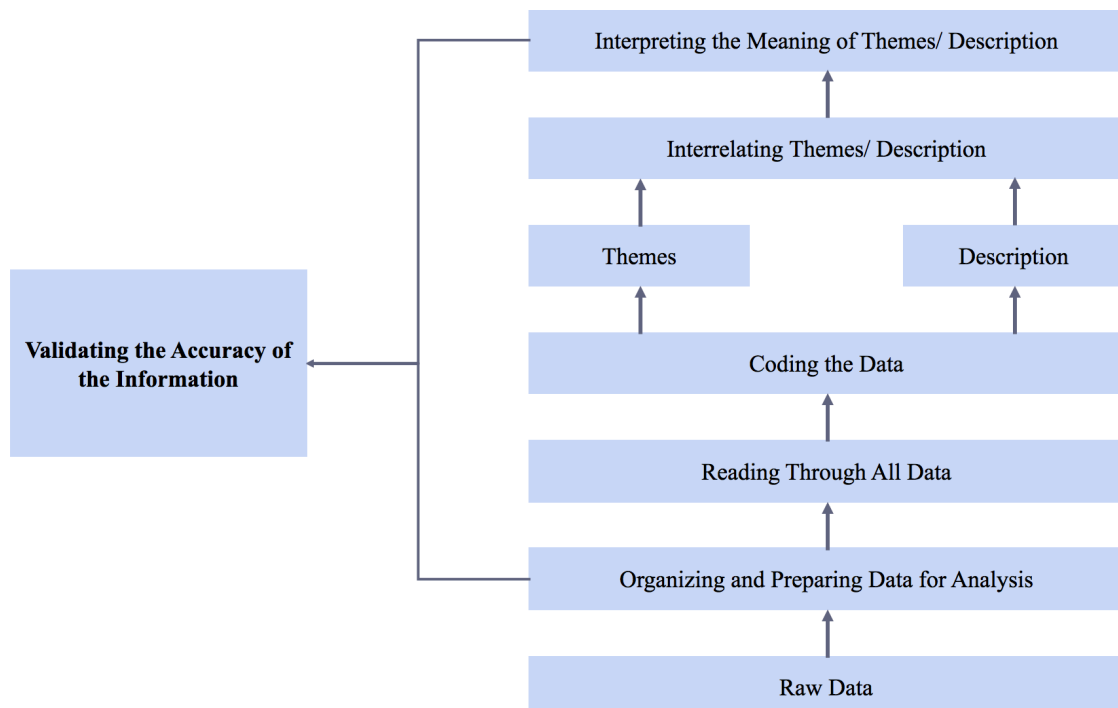 Interpreting the Meaning of Themes/ Description
Interrelating Themes/ Description
Themes
Description
Validating the Accuracy of
the Information
Coding the Data
Reading Through All Data
Organizing and Preparing Data for Analysis
Raw Data